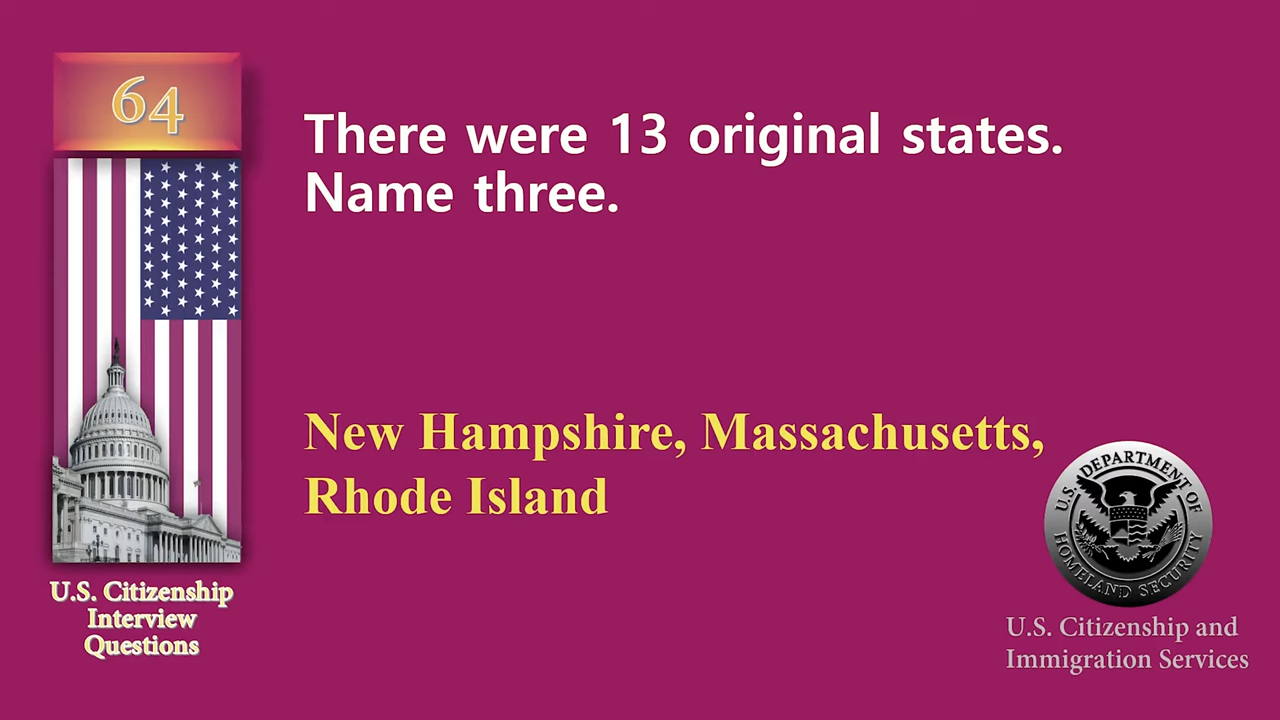 64
There were 13 original states.
Name three.
New Hampshire, Massachusetts,
Rhode Island
U.S. Citizenship
Interview
Questions
U.S. DEPARTMENT OF
HOMELAND SECURITY
U.S. Citizenship and
Immigration Services